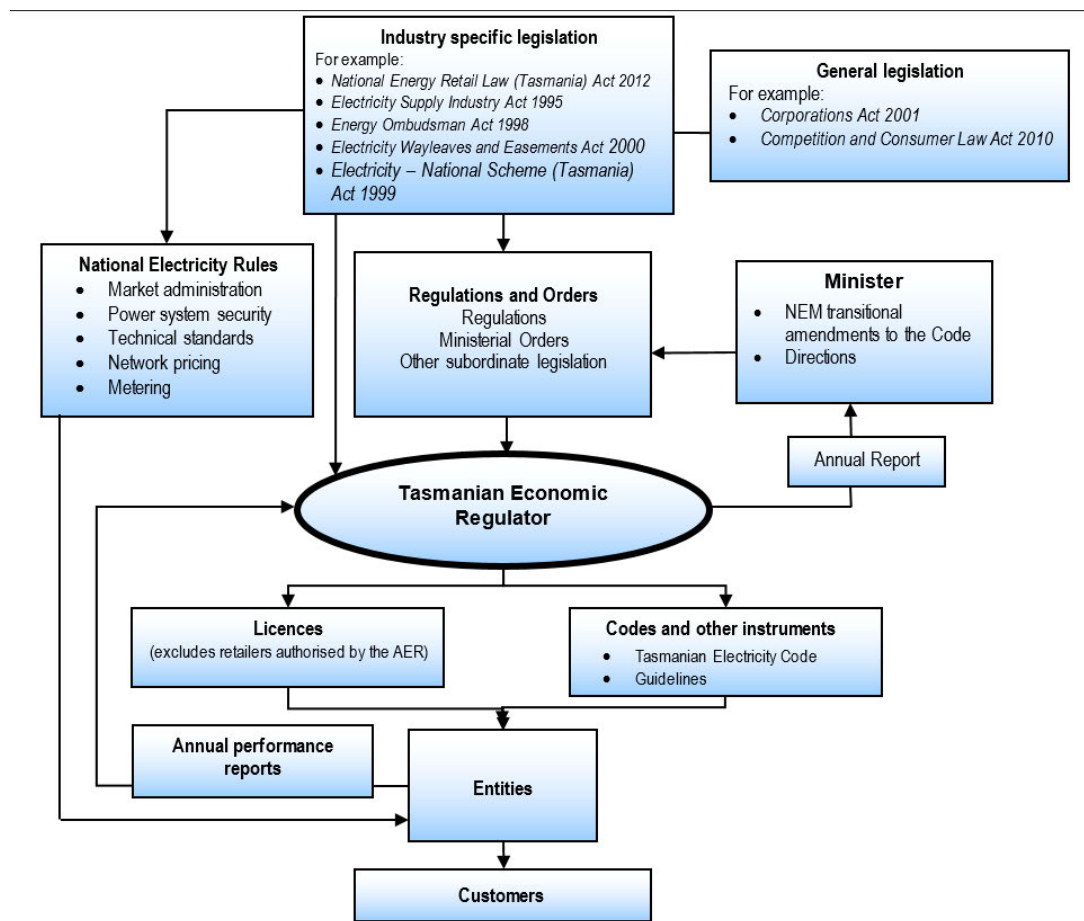 Industry specific legislation
For example:
• National Energy Retail Law (Tasmania) Act 2012
• Electricity Supply Industry Act 1995
• Energy Ombudsman Act 1998
• Electricity Wayleaves and Easements Act 2000
• Electricity – National Scheme (Tasmania)
Act 1999
General legislation
For example:
• Corporations Act 2001
• Competition and Consumer Law Act 2010
National Electricity Rules
• Market administration
• Power system security
• Technical standards
• Network pricing
• Metering
Regulations and Orders
Regulations
Ministerial Orders
Other subordinate legislation
Minister
• NEM transitional
amendments to the Code
• Directions
Annual Report
Tasmanian Economic
Regulator
Licences
(excludes retailers authorised by the AER)
Codes and other instruments
• Tasmanian Electricity Code
• Guidelines
Annual performance
reports
Entities
Customers